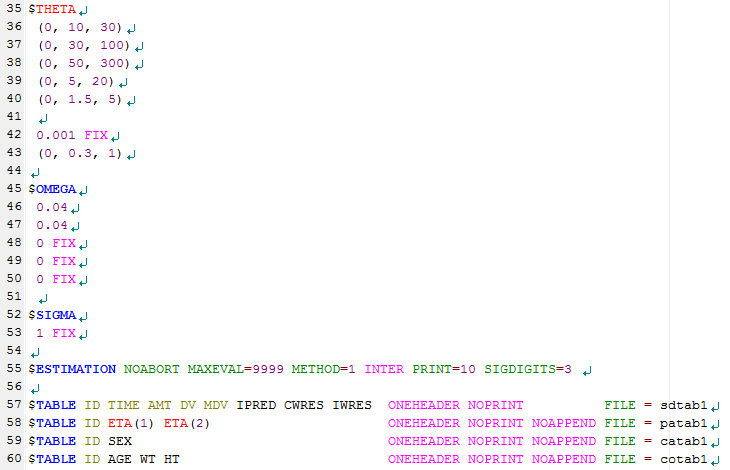 35 $THETA↵
36 (0, 10, 30)↵
37 (0, 30, 100)↵
38 (0, 50, 300)↵
39 (0, 5, 20)↵
40 (0, 1.5, 5)↵
41 ↵
42 0.001 FIX↵
43 (0, 0.3, 1)↵
44 ↵
45 $OMEGA↵
46 0.04↵
47 0.04↵
48 0 FIX↵
49 0 FIX↵
50 0 FIX↵
51 ↵
52 $SIGMA↵
53 1 FIX↵
54 ↵
55 $ESTIMATION NOABORT MAXEVAL=9999 METHOD=1 INTER PRINT=10 SIGDIGITS=3 ↵
56 ↵
57 $TABLE ID TIME AMT DV MDV IPRED CWRES IWRES ONEHEADER NOPRINT FILE = sdtab1↵
58 $TABLE ID ETA(1) ETA(2) ONEHEADER NOPRINT NOAPPEND FILE = patab1↵
59 $TABLE ID SEX ONEHEADER NOPRINT NOAPPEND FILE = catab1↵
60 $TABLE ID AGE WT HT ONEHEADER NOPRINT NOAPPEND FILE = cotab1↵